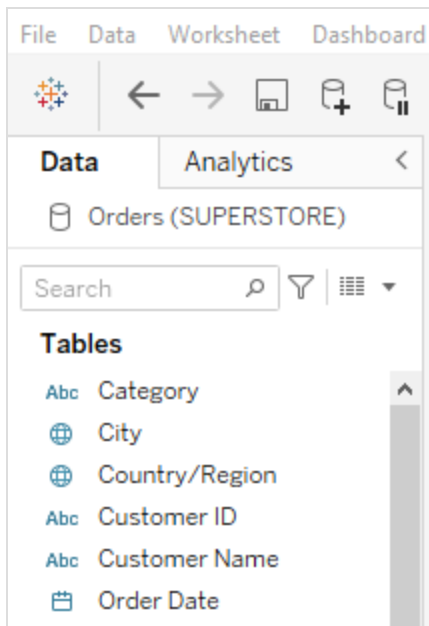 File Data Worksheet Dashboard
Data Analytics
Orders (SUPERSTORE)
Search
Tables
Abc Category
City
Country/Region
Abc Customer ID
Abc Customer Name
Order Date